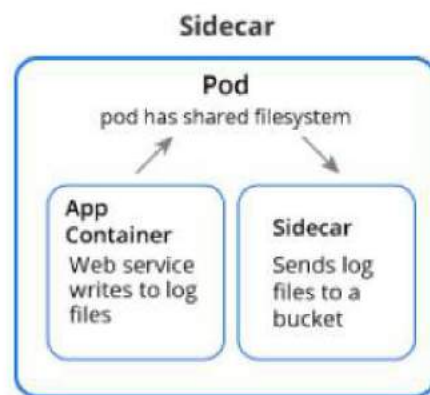 Sidecar
Pod
pod has shared filesystem
App
Container
Web service
writes to log
files
Sidecar
Sends log
files to a
bucket